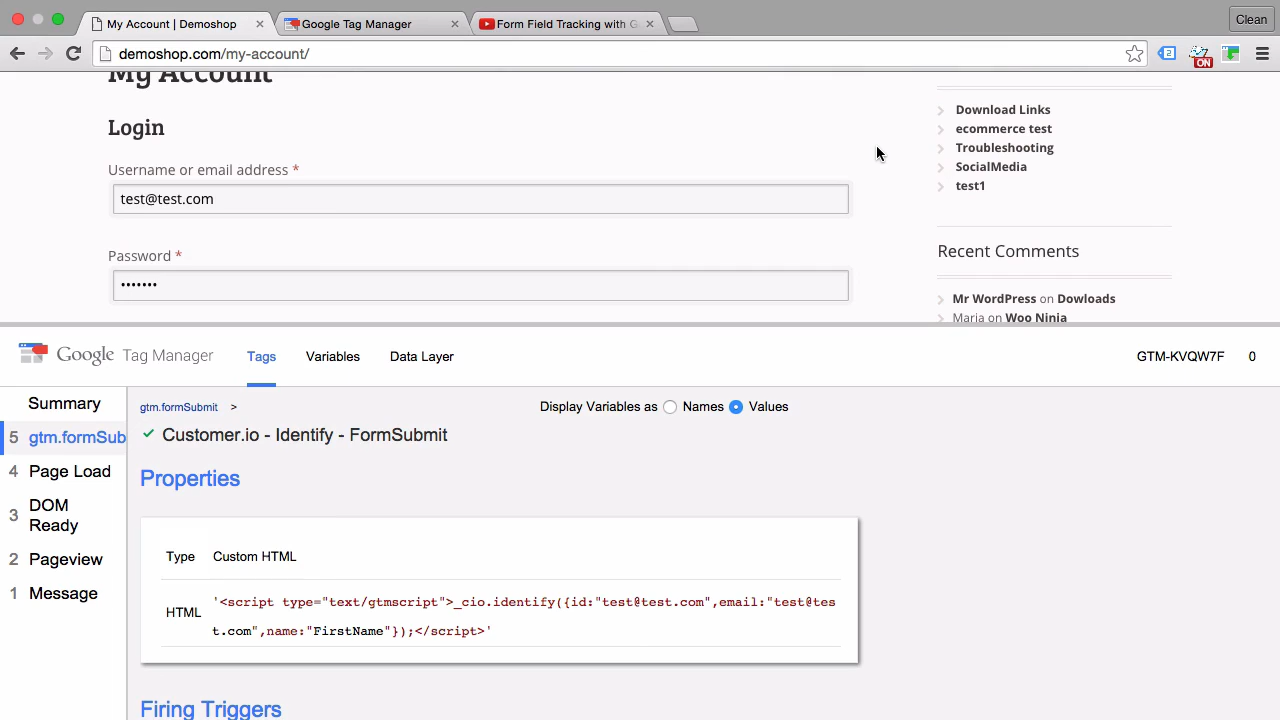 My Account | Demoshop
Google Tag Manager
Form Field Tracking with G
Clean
demoshop.com/my-account/
2
ON
My Account
Login
Username or email address *
test@test.com
Password *
•••••••
Download Links
ecommerce test
Troubleshooting
SocialMedia
test1
Recent Comments
Mr WordPress on Dowloads
Maria on Woo Ninja
Google Tag Manager
Tags
Variables
Data Layer
GTM-KVQW7F
0
Summary
5 gtm.formSub
4 Page Load
3 DOM
Ready
2 Pageview
1 Message
gtm.formSubmit >
Display Variables as Names Values
Customer.io - Identify - FormSubmit
Properties
Type Custom HTML
HTML
'<script type="text/gtmscript">_cio.identify({id:"test@test.com",email:"test@tes
t.com",name:"FirstName"});</script>'
Firing Triggers